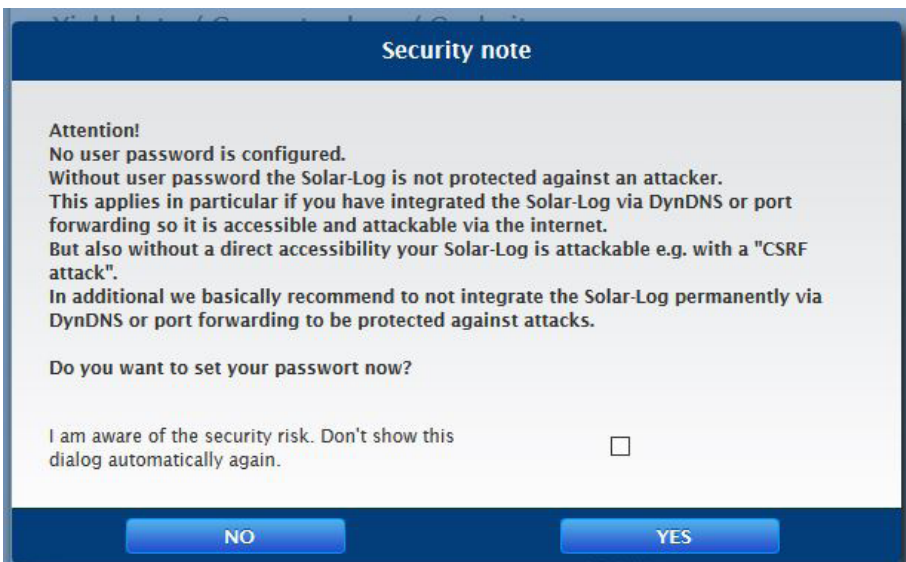 Security note
Attention!
No user password is configured.
Without user password the Solar-Log is not protected against an attacker.
This applies in particular if you have integrated the Solar-Log via DynDNS or port
forwarding so it is accessible and attackable via the internet.
But also without a direct accessibility your Solar-Log is attackable e.g. with a "CSRF
attack".
In additional we basically recommend to not integrate the Solar-Log permanently via
DynDNS or port forwarding to be protected against attacks.
Do you want to set your passwort now?
I am aware of the security risk. Don't show this
dialog automatically again.
NO
YES